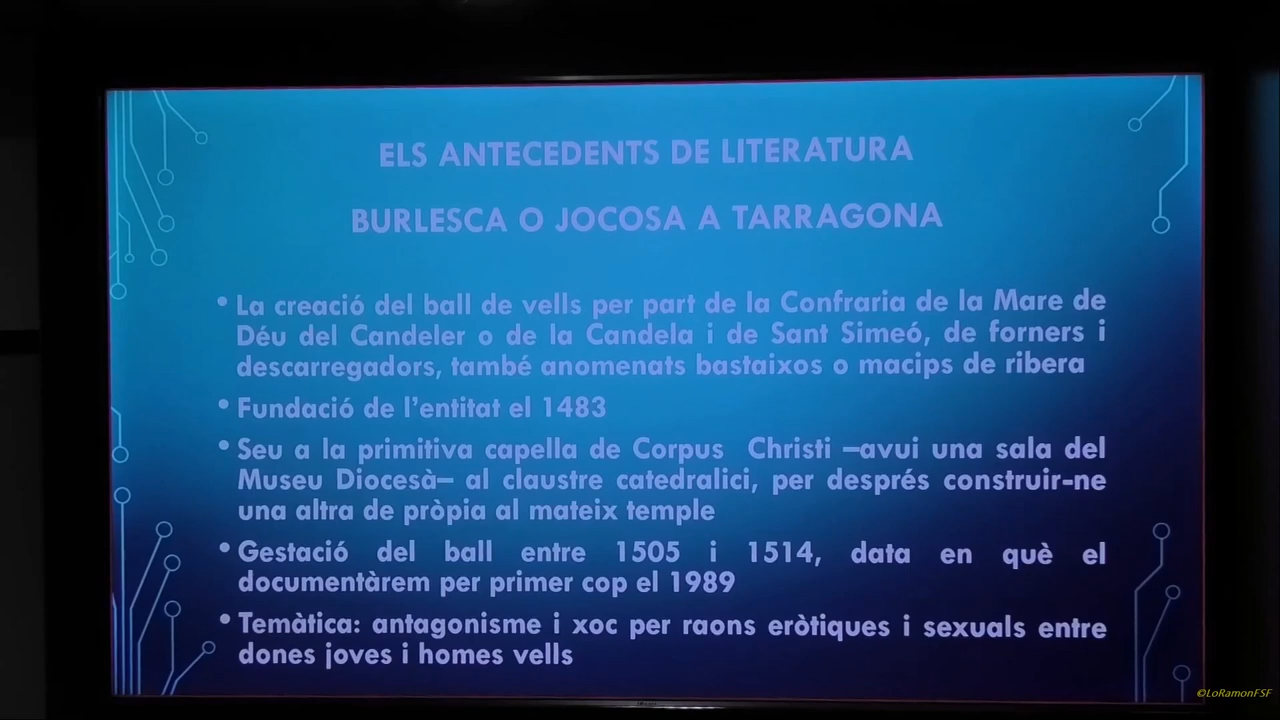 ELS ANTECEDENTS DE LITERATURA
BURLESCA O JOCOSA A TARRAGONA
• La creació del ball de vells per part de la Confraria de la Mare de
Déu del Candeler o de la Candela i de Sant Simeó, de forners i
descarregadors, també anomenats bastaixos o macips de ribera
• Fundació de l'entitat el 1483
• Seu a la primitiva capella de Corpus Christi –avui una sala del
Museu Diocesà– al claustre catedralici, per després construir-ne
una altra de pròpia al mateix temple
• Gestació del ball entre 1505 i 1514, data en què el
documentàrem per primer cop el 1989
• Temàtica: antagonisme i xoc per raons eròtiques i sexuals entre
dones joves i homes vells
©LoRamonFSF